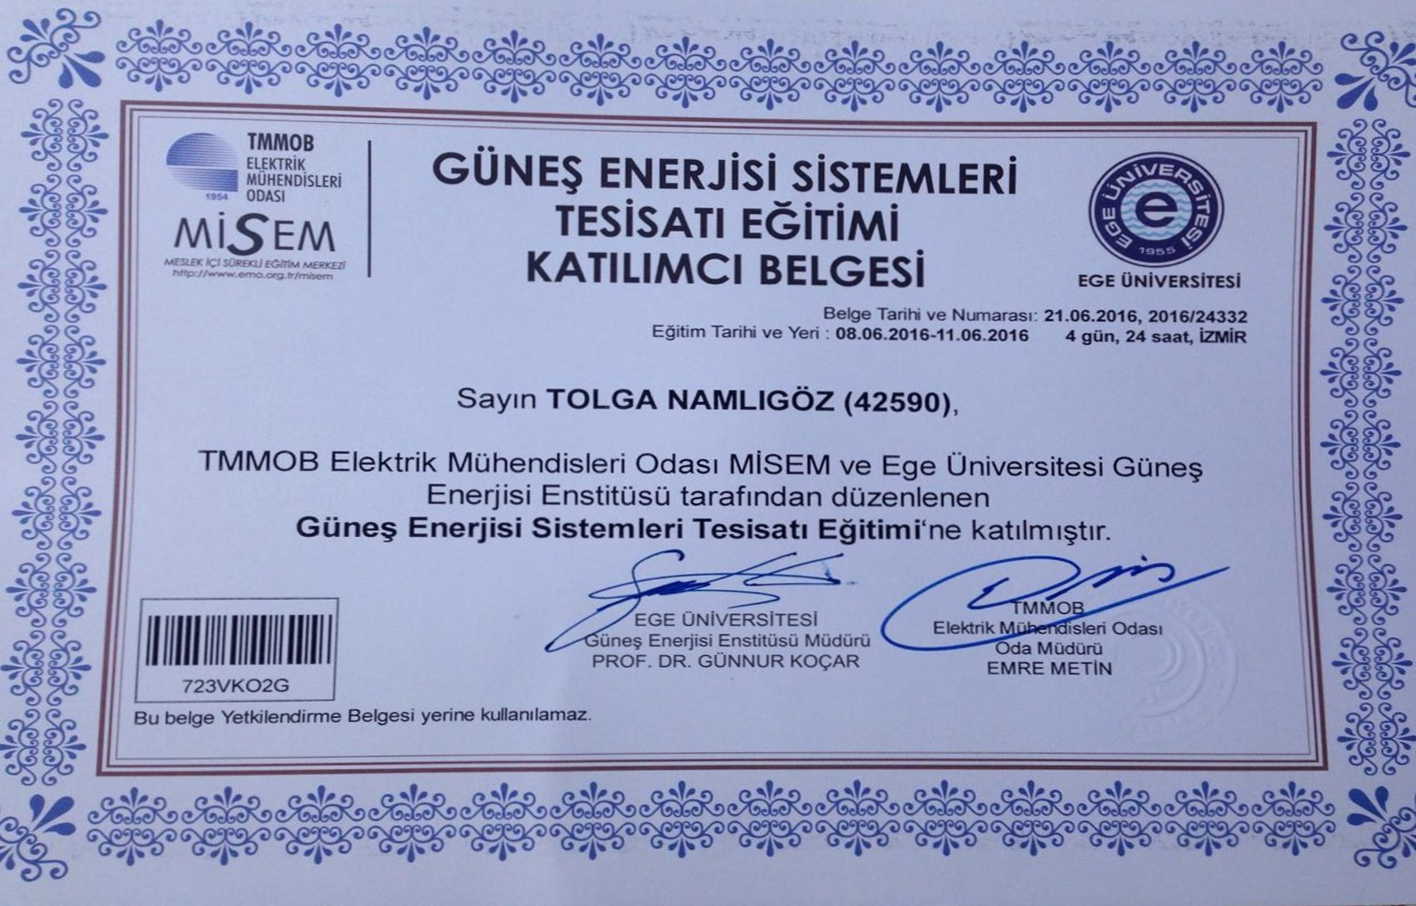 TMMOB
ELEKTRİK
MÜHENDİSLERİ
ODASI
1954
MİSEM
MESLEK İÇİ SÜREKLİ EĞİTİM MERKEZİ
http://www.emo.org.tr/misem
GÜNEŞ ENERJİSİ SİSTEMLERİ
TESİSATI EĞİTİMİ
KATILIMCI BELGESİ
EGE ÜNİVERSİTESİ
e
1955
EGE ÜNİVERSİTESİ
Belge Tarihi ve Numarası: 21.06.2016, 2016/24332
Eğitim Tarihi ve Yeri : 08.06.2016-11.06.2016 4 gün, 24 saat, İZMİR
Sayın TOLGA NAMLIGÖZ (42590),
TMMOB Elektrik Mühendisleri Odası MİSEM ve Ege Üniversitesi Güneş
Enerjisi Enstitüsü tarafından düzenlenen
Güneş Enerjisi Sistemleri Tesisatı Eğitimi'ne katılmıştır.
EGE ÜNİVERSİTESİ
Güneş Enerjisi Enstitüsü Müdürü
PROF. DR. GÜNNUR KOÇAR
TMMOB
Elektrik Mühendisleri Odası
Oda Müdürü
EMRE METİN
723VKO2G
Bu belge Yetkilendirme Belgesi yerine kullanılamaz.